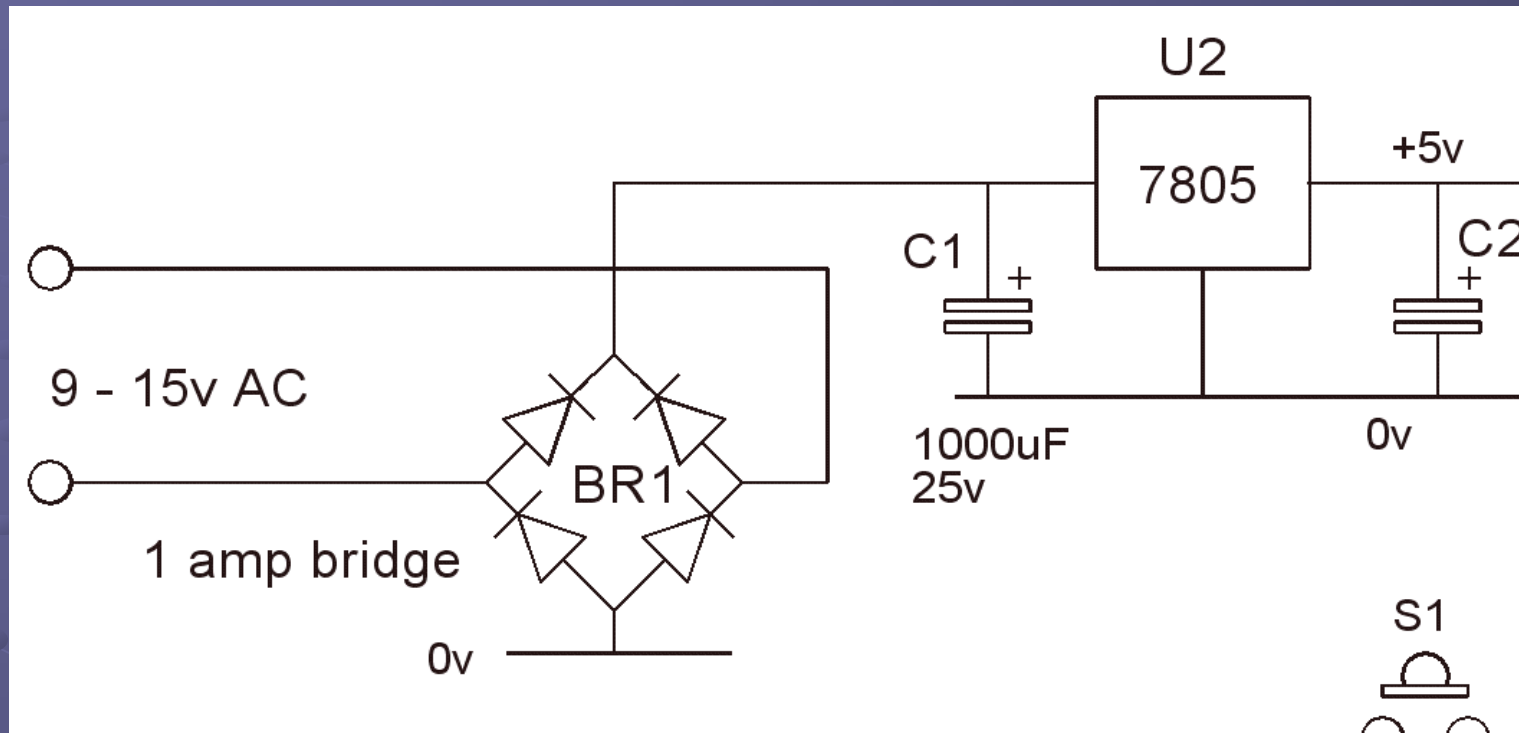 U2
7805
+5v
C1
+
C2
+
9 - 15v AC
1000uF
25v
0v
BR1
1 amp bridge
0v
S1